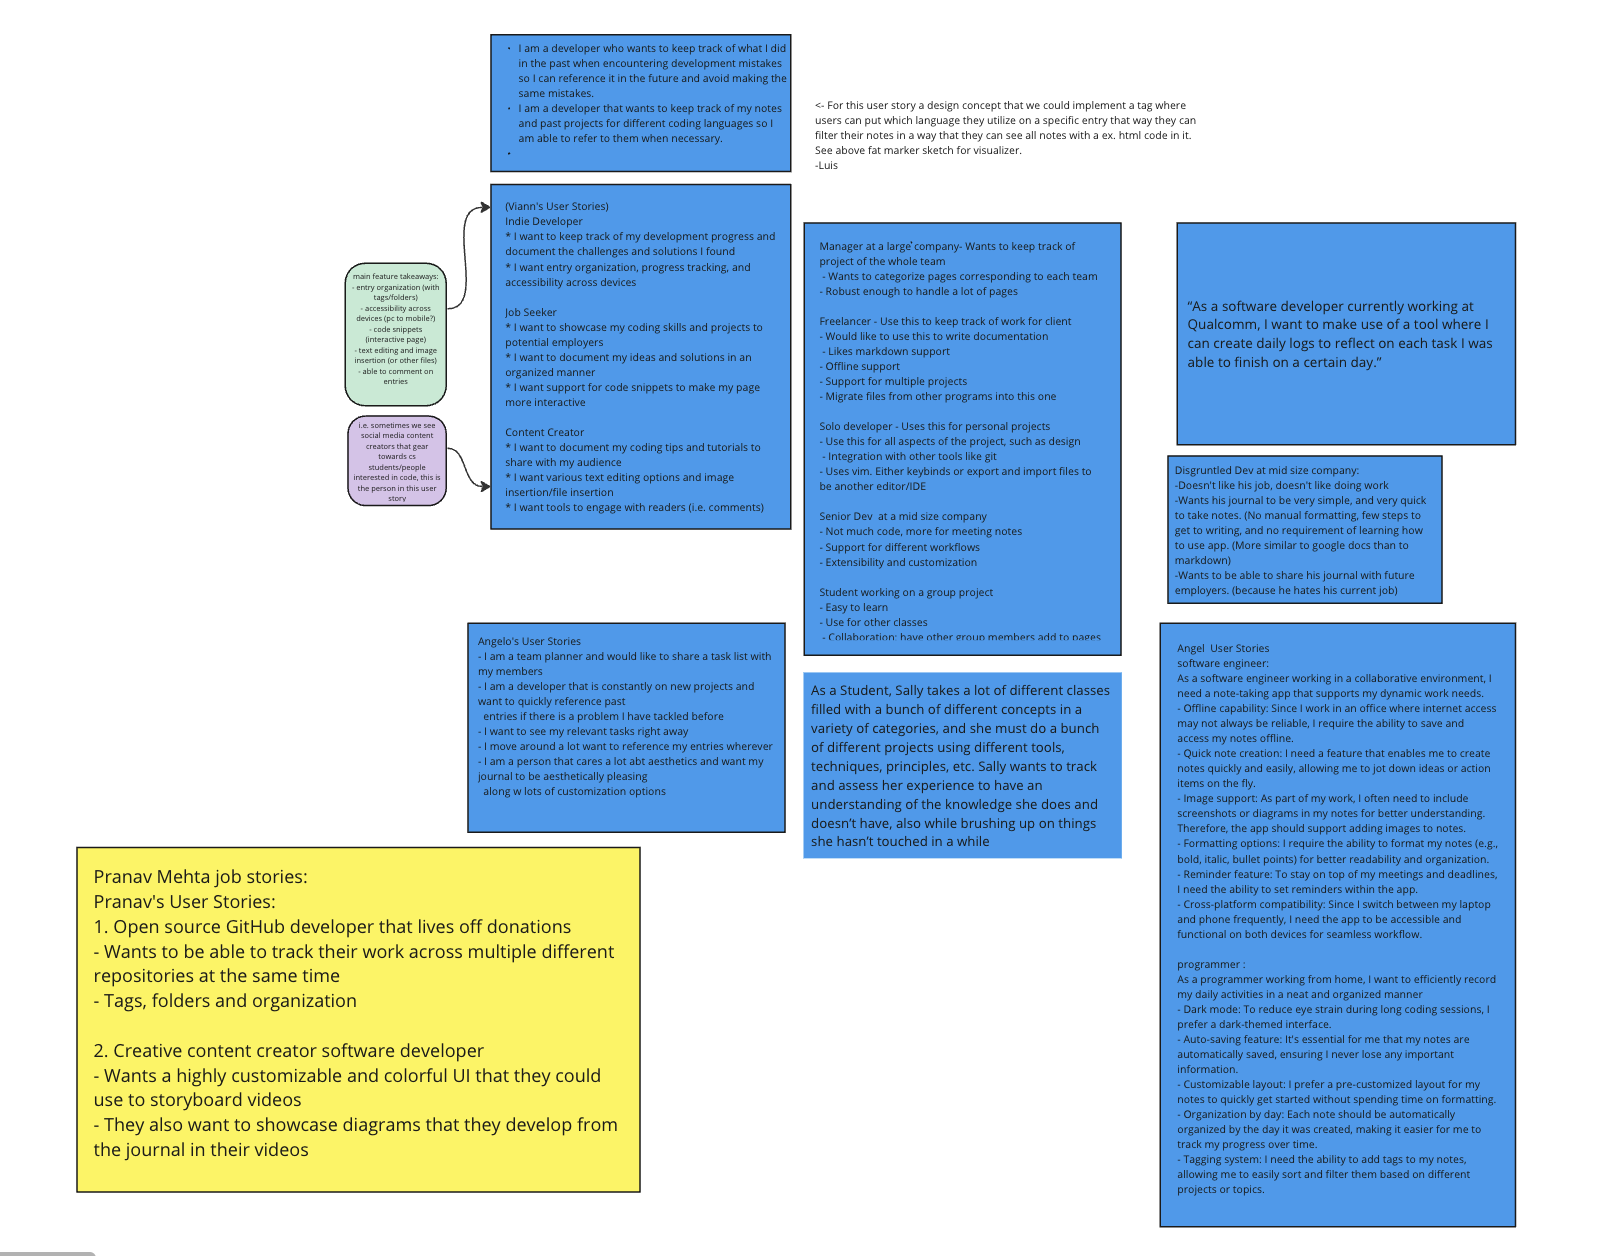 · I am a developer who wants to keep track of what I did
in the past when encountering development mistakes
so I can reference it in the future and avoid making the
same mistakes.
· I am a developer that wants to keep track of my notes
and past projects for different coding languages so I
am able to refer to them when necessary.
·
<- For this user story a design concept that we could implement a tag where
users can put which language they utilize on a specific entry that way they can
filter their notes in a way that they can see all notes with a ex. html code in it.
See above fat marker sketch for visualizer.
-Luis
main feature takeaways:
- entry organization (with
tags/folders)
- accessibility across
devices (pc to mobile?)
- code snippets
(interactive page)
- text editing and image
insertion (or other files)
- able to comment on
entries
i.e. sometimes we see
social media content
creators that gear
towards cs
students/people
interested in code, this is
the person in this user
story
(Viann's User Stories)
Indie Developer
* I want to keep track of my development progress and
document the challenges and solutions I found
* I want entry organization, progress tracking, and
accessibility across devices
Job Seeker
* I want to showcase my coding skills and projects to
potential employers
* I want to document my ideas and solutions in an
organized manner
* I want support for code snippets to make my page
more interactive
Content Creator
* I want to document my coding tips and tutorials to
share with my audience
* I want various text editing options and image
insertion/file insertion
* I want tools to engage with readers (i.e. comments)
Manager at a large company- Wants to keep track of
project of the whole team
- Wants to categorize pages corresponding to each team
- Robust enough to handle a lot of pages
Freelancer - Use this to keep track of work for client
- Would like to use this to write documentation
- Likes markdown support
- Offline support
- Support for multiple projects
- Migrate files from other programs into this one
Solo developer - Uses this for personal projects
- Use this for all aspects of the project, such as design
- Integration with other tools like git
- Uses vim. Either keybinds or export and import files to
be another editor/IDE
Senior Dev  at a mid size company
- Not much code, more for meeting notes
- Support for different workflows
- Extensibility and customization
Student working on a group project
- Easy to learn
- Use for other classes
- Collaboration: have other group members add to pages
“As a software developer currently working at
Qualcomm, I want to make use of a tool where I
can create daily logs to reflect on each task I was
able to finish on a certain day.”
Disgruntled Dev at mid size company:
-Doesn't like his job, doesn't like doing work
-Wants his journal to be very simple, and very quick
to take notes. (No manual formatting, few steps to
get to writing, and no requirement of learning how
to use app. (More similar to google docs than to
markdown)
-Wants to be able to share his journal with future
employers. (because he hates his current job)
Angelo's User Stories
- I am a team planner and would like to share a task list with
my members
- I am a developer that is constantly on new projects and
want to quickly reference past
entries if there is a problem I have tackled before
- I want to see my relevant tasks right away
- I move around a lot want to reference my entries wherever
- I am a person that cares a lot abt aesthetics and want my
journal to be aesthetically pleasing
along w lots of customization options
As a Student, Sally takes a lot of different classes
filled with a bunch of different concepts in a
variety of categories, and she must do a bunch
of different projects using different tools,
techniques, principles, etc. Sally wants to track
and assess her experience to have an
understanding of the knowledge she does and
doesn’t have, also while brushing up on things
she hasn’t touched in a while
Angel  User Stories
software engineer:
As a software engineer working in a collaborative environment, I
need a note-taking app that supports my dynamic work needs.
- Offline capability: Since I work in an office where internet access
may not always be reliable, I require the ability to save and
access my notes offline.
- Quick note creation: I need a feature that enables me to create
notes quickly and easily, allowing me to jot down ideas or action
items on the fly.
- Image support: As part of my work, I often need to include
screenshots or diagrams in my notes for better understanding.
Therefore, the app should support adding images to notes.
- Formatting options: I require the ability to format my notes (e.g.,
bold, italic, bullet points) for better readability and organization.
- Reminder feature: To stay on top of my meetings and deadlines,
I need the ability to set reminders within the app.
- Cross-platform compatibility: Since I switch between my laptop
and phone frequently, I need the app to be accessible and
functional on both devices for seamless workflow.
programmer :
As a programmer working from home, I want to efficiently record
my daily activities in a neat and organized manner
- Dark mode: To reduce eye strain during long coding sessions, I
prefer a dark-themed interface.
- Auto-saving feature: It's essential for me that my notes are
automatically saved, ensuring I never lose any important
information.
- Customizable layout: I prefer a pre-customized layout for my
notes to quickly get started without spending time on formatting.
- Organization by day: Each note should be automatically
organized by the day it was created, making it easier for me to
track my progress over time.
- Tagging system: I need the ability to add tags to my notes,
allowing me to easily sort and filter them based on different
projects or topics.
Pranav Mehta job stories:
Pranav's User Stories:
1. Open source GitHub developer that lives off donations
- Wants to be able to track their work across multiple different
repositories at the same time
- Tags, folders and organization
2. Creative content creator software developer
- Wants a highly customizable and colorful UI that they could
use to storyboard videos
- They also want to showcase diagrams that they develop from
the journal in their videos